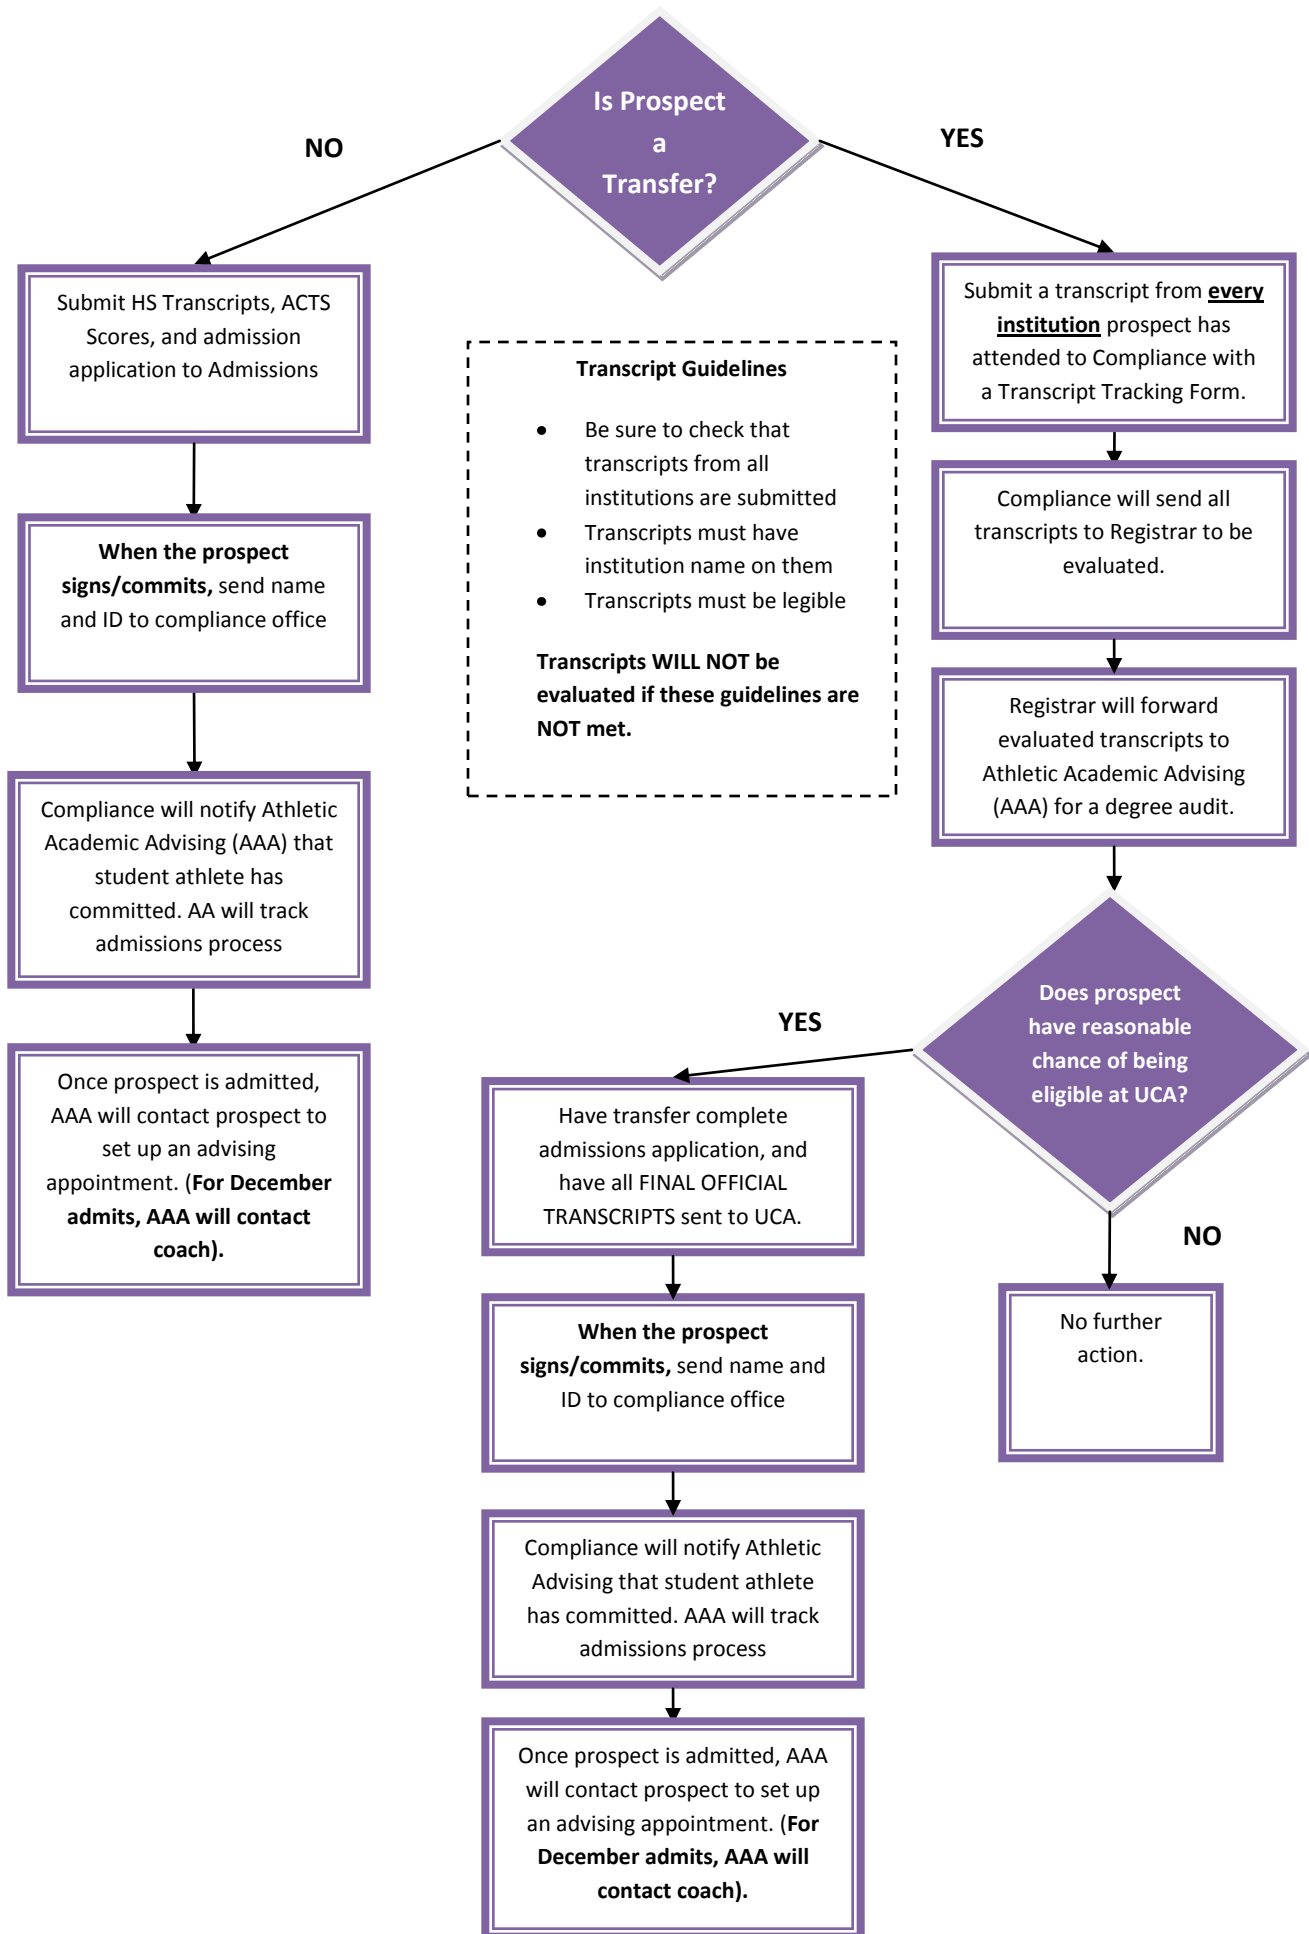 Is Prospect
a
Transfer?
NO
YES
Submit HS Transcripts, ACTS
Scores, and admission
application to Admissions
When the prospect
signs/commits, send name
and ID to compliance office
Compliance will notify Athletic
Academic Advising (AAA) that
student athlete has
committed. AA will track
admissions process
Once prospect is admitted,
AAA will contact prospect to
set up an advising
appointment. (For December
admits, AAA will contact
coach).
Transcript Guidelines
• Be sure to check that
transcripts from all
institutions are submitted
• Transcripts must have
institution name on them
• Transcripts must be legible
Transcripts WILL NOT be
evaluated if these guidelines are
NOT met.
Submit a transcript from every
institution prospect has
attended to Compliance with
a Transcript Tracking Form.
Compliance will send all
transcripts to Registrar to be
evaluated.
Registrar will forward
evaluated transcripts to
Athletic Academic Advising
(AAA) for a degree audit.
Does prospect
have reasonable
chance of being
eligible at UCA?
YES
NO
Have transfer complete
admissions application, and
have all FINAL OFFICIAL
TRANSCRIPTS sent to UCA.
When the prospect
signs/commits, send name and
ID to compliance office
Compliance will notify Athletic
Advising that student athlete
has committed. AAA will track
admissions process
Once prospect is admitted, AAA
will contact prospect to set up
an advising appointment. (For
December admits, AAA will
contact coach).
No further
action.